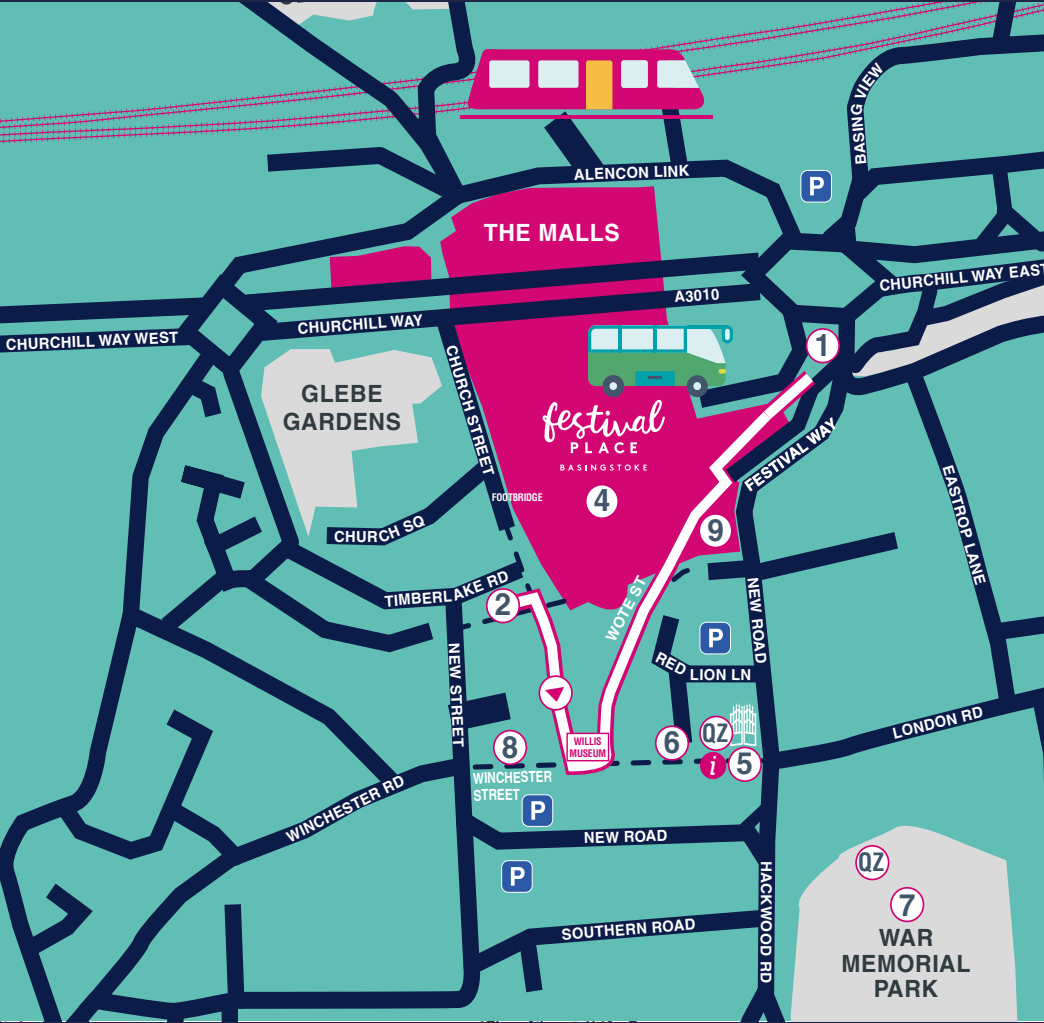 BASING VIEW
ALENCON LINK
P
THE MALLS
CHURCHILL WAY EAST
A3010
CHURCHILL WAY
CHURCHILL WAY WEST
1
GLEBE
GARDENS
CHURCH STREET
festival
PLACE
BASINGSTOKE
4
FESTIVAL WAY
FOOTBRIDGE
9
CHURCH SQ
EASTROP LANE
TIMBERLAKE RD
2
WOTE ST
NEW ROAD
P
RED LION LN
NEW STREET
LONDON RD
8
WILLIS
MUSEUM
6
QZ
i
5
WINCHESTER
STREET
P
WINCHESTER RD
NEW ROAD
P
HACKWOOD RD
QZ
7
SOUTHERN ROAD
WAR
MEMORIAL
PARK